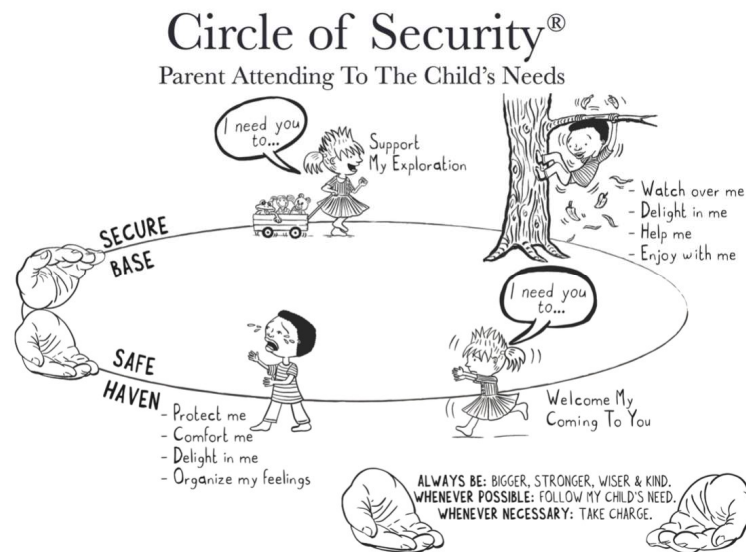 Circle of Security®
Parent Attending To The Child's Needs
I need you
to...
Support
My Exploration
- Watch over me
- Delight in me
- Help me
- Enjoy with me
SECURE
BASE
I need you
to...
Welcome My
Coming To You
SAFE
HAVEN
- Protect me
- Comfort me
- Delight in me
- Organize my feelings
ALWAYS BE: BIGGER, STRONGER, WISER & KIND.
WHENEVER POSSIBLE: FOLLOW MY CHILD'S NEED.
WHENEVER NECESSARY: TAKE CHARGE.